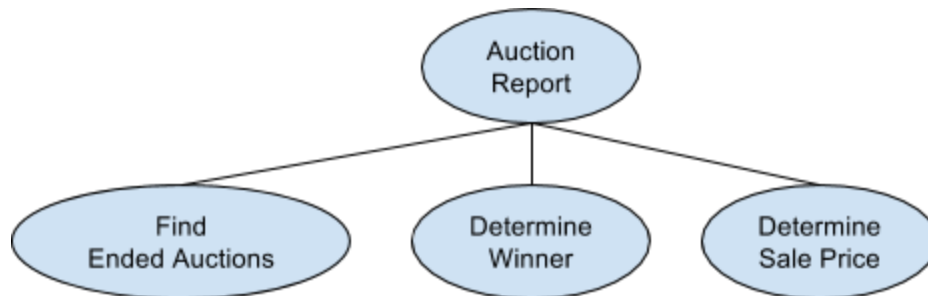 Auction
Report
Find
Ended Auctions
Determine
Winner
Determine
Sale Price